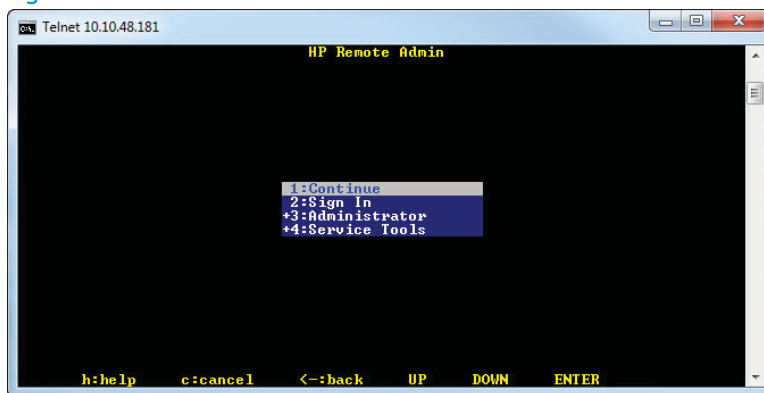 Telnet 10.10.48.181
HP Remote Admin
1:Continue
2:Sign In
+3:Administrator
+4:Service Tools
h:help c:cancel <-:back UP DOWN ENTER